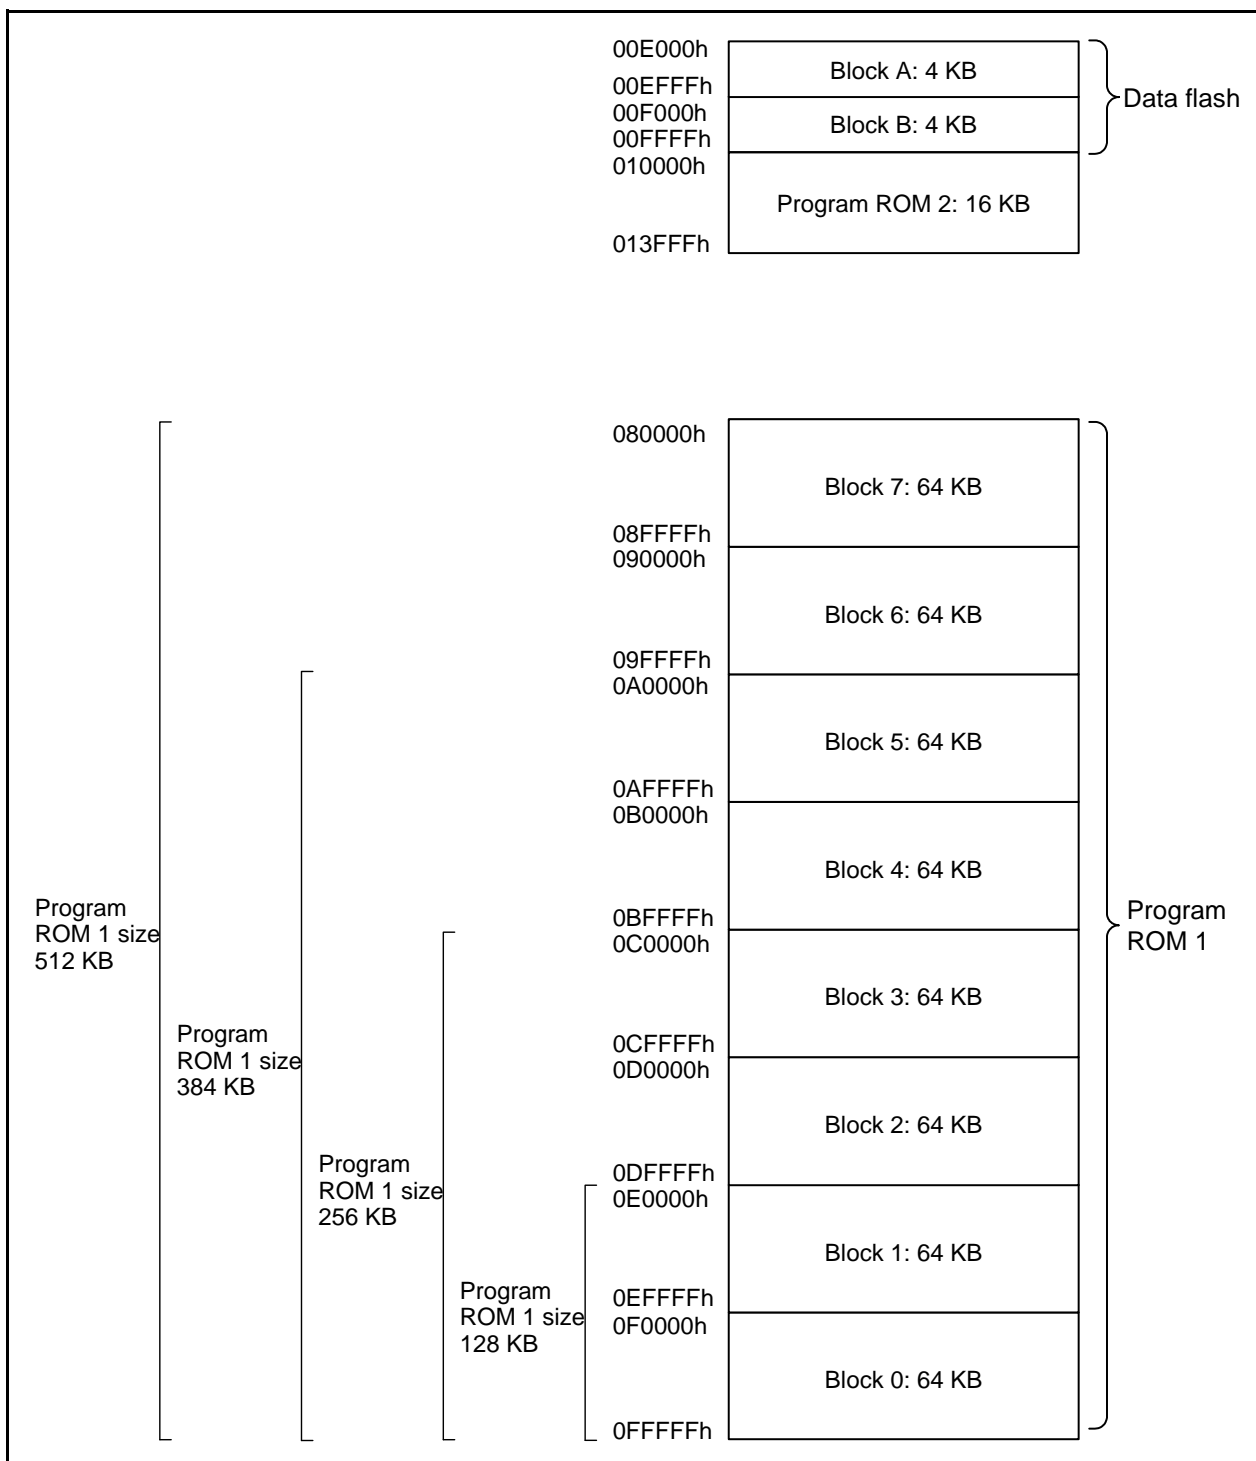 00E000h
Block A: 4 KB
00EFFFh
Data flash
00F000h
Block B: 4 KB
00FFFFh
010000h
Program ROM 2: 16 KB
013FFFh
080000h
Block 7: 64 KB
08FFFFh
090000h
Block 6: 64 KB
09FFFFh
0A0000h
Block 5: 64 KB
0AFFFFh
0B0000h
Block 4: 64 KB
0BFFFFh
0C0000h
Block 3: 64 KB
0CFFFFh
0D0000h
Block 2: 64 KB
0DFFFFh
0E0000h
Block 1: 64 KB
0EFFFFh
0F0000h
Block 0: 64 KB
0FFFFFh
Program
ROM 1
Program
ROM 1 size
512 KB
Program
ROM 1 size
384 KB
Program
ROM 1 size
256 KB
Program
ROM 1 size
128 KB